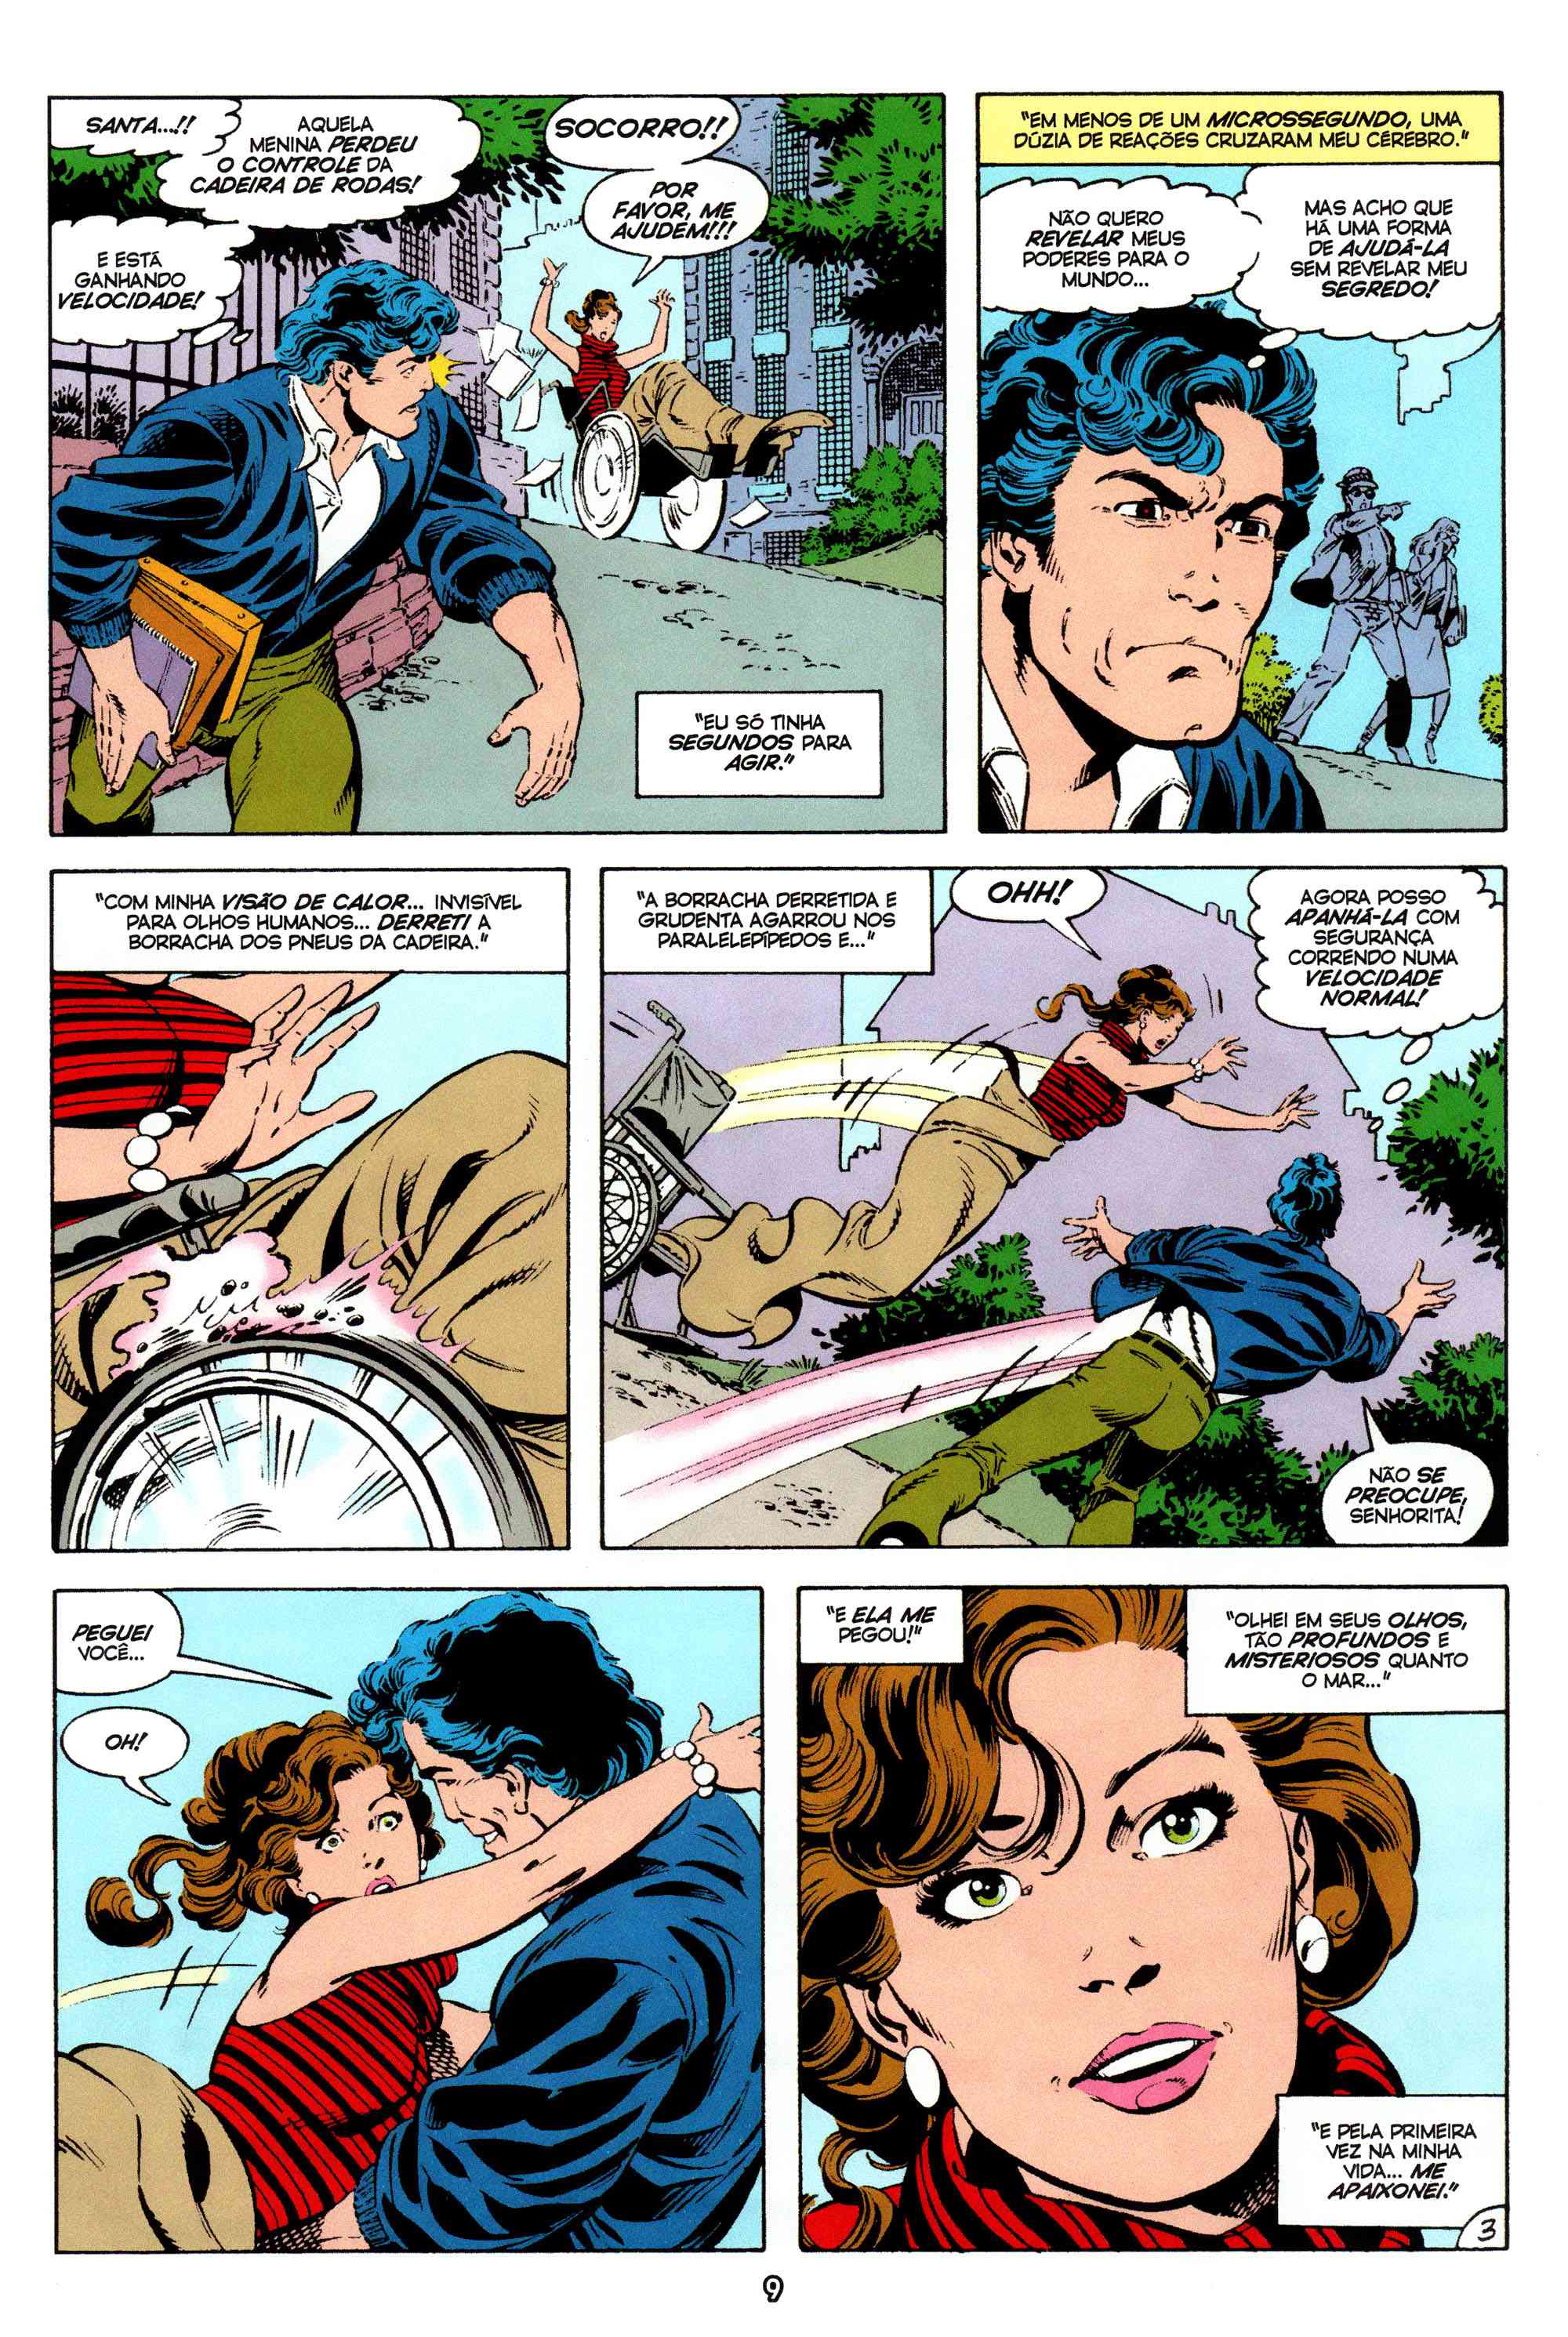 SANTA...!!
AQUELA
MENINA PERDEU
O CONTROLE DA
CADEIRA DE RODAS!
E ESTÁ
GANHANDO
VELOCIDADE!
SOCORRO!!
POR
FAVOR, ME
AJUDEM!!!
"EU SÓ TINHA
SEGUNDOS PARA
AGIR."
"EM MENOS DE UM MICROSSEGUNDO, UMA
DÚZIA DE REAÇÕES CRUZARAM MEU CÉREBRO."
NÃO QUERO
REVELAR MEUS
PODERES PARA O
MUNDO...
MAS ACHO QUE
HÁ UMA FORMA
DE AJUDÁ-LA
SEM REVELAR MEU
SEGREDO!
"COM MINHA VISÃO DE CALOR... INVISÍVEL
PARA OLHOS HUMANOS... DERRETI A
BORRACHA DOS PNEUS DA CADEIRA."
"A BORRACHA DERRETIDA E
GRUDENTA AGARROU NOS
PARALELEPÍPEDOS E..."
OHH!
AGORA POSSO
APANHÁ-LA COM
SEGURANÇA
CORRENDO NUMA
VELOCIDADE
NORMAL!
NÃO SE
PREOCUPE,
SENHORITA!
PEGUEI
VOCÊ...
OH!
"E ELA ME
PEGOU!"
"OLHEI EM SEUS OLHOS,
TÃO PROFUNDOS E
MISTERIOSOS QUANTO
O MAR..."
"E PELA PRIMEIRA
VEZ NA MINHA
VIDA... ME
APAIXONEI."
3
9